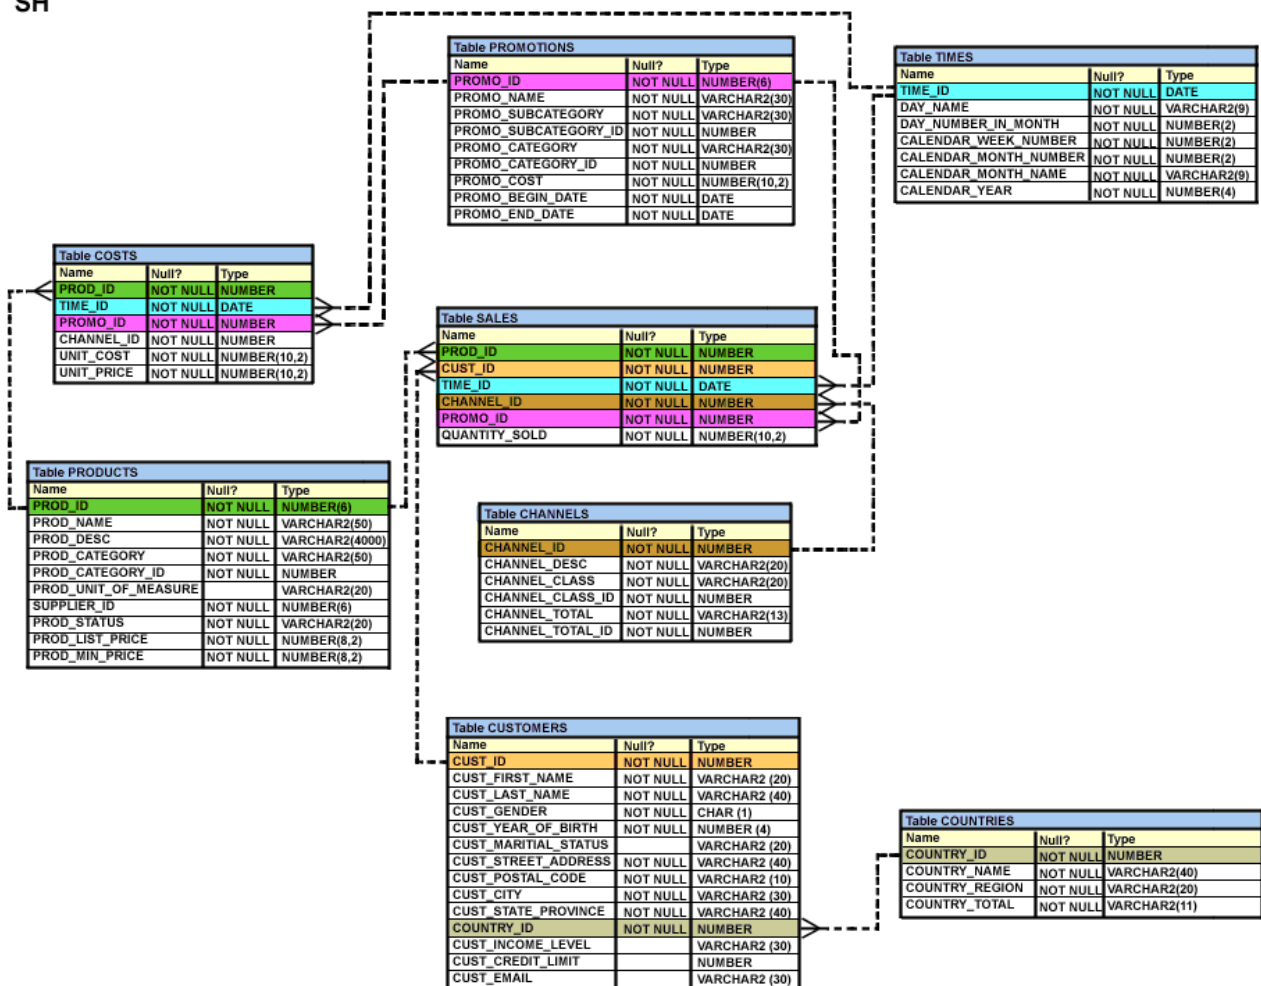 SH
Table PROMOTIONS
Name Null? Type
PROMO_ID NOT NULL NUMBER(6)
PROMO_NAME NOT NULL VARCHAR2(30)
PROMO_SUBCATEGORY NOT NULL VARCHAR2(30)
PROMO_SUBCATEGORY_ID NOT NULL NUMBER
PROMO_CATEGORY NOT NULL VARCHAR2(30)
PROMO_CATEGORY_ID NOT NULL NUMBER
PROMO_COST NOT NULL NUMBER(10,2)
PROMO_BEGIN_DATE NOT NULL DATE
PROMO_END_DATE NOT NULL DATE
Table TIMES
Name Null? Type
TIME_ID NOT NULL DATE
DAY_NAME NOT NULL VARCHAR2(9)
DAY_NUMBER_IN_MONTH NOT NULL NUMBER(2)
CALENDAR_WEEK_NUMBER NOT NULL NUMBER(2)
CALENDAR_MONTH_NUMBER NOT NULL NUMBER(2)
CALENDAR_MONTH_NAME NOT NULL VARCHAR2(9)
CALENDAR_YEAR NOT NULL NUMBER(4)
Table COSTS
Name Null? Type
PROD_ID NOT NULL NUMBER
TIME_ID NOT NULL DATE
PROMO_ID NOT NULL NUMBER
CHANNEL_ID NOT NULL NUMBER
UNIT_COST NOT NULL NUMBER(10,2)
UNIT_PRICE NOT NULL NUMBER(10,2)
Table SALES
Name Null? Type
PROD_ID NOT NULL NUMBER
CUST_ID NOT NULL NUMBER
TIME_ID NOT NULL DATE
CHANNEL_ID NOT NULL NUMBER
PROMO_ID NOT NULL NUMBER
QUANTITY_SOLD NOT NULL NUMBER(10,2)
Table PRODUCTS
Name Null? Type
PROD_ID NOT NULL NUMBER(6)
PROD_NAME NOT NULL VARCHAR2(50)
PROD_DESC NOT NULL VARCHAR2(4000)
PROD_CATEGORY NOT NULL VARCHAR2(50)
PROD_CATEGORY_ID NOT NULL NUMBER
PROD_UNIT_OF_MEASURE VARCHAR2(20)
SUPPLIER_ID NOT NULL NUMBER(6)
PROD_STATUS NOT NULL VARCHAR2(20)
PROD_LIST_PRICE NOT NULL NUMBER(8,2)
PROD_MIN_PRICE NOT NULL NUMBER(8,2)
Table CHANNELS
Name Null? Type
CHANNEL_ID NOT NULL NUMBER
CHANNEL_DESC NOT NULL VARCHAR2(20)
CHANNEL_CLASS NOT NULL VARCHAR2(20)
CHANNEL_CLASS_ID NOT NULL NUMBER
CHANNEL_TOTAL NOT NULL VARCHAR2(13)
CHANNEL_TOTAL_ID NOT NULL NUMBER
Table CUSTOMERS
Name Null? Type
CUST_ID NOT NULL NUMBER
CUST_FIRST_NAME NOT NULL VARCHAR2 (20)
CUST_LAST_NAME NOT NULL VARCHAR2 (40)
CUST_GENDER NOT NULL CHAR (1)
CUST_YEAR_OF_BIRTH NOT NULL NUMBER (4)
CUST_MARITIAL_STATUS VARCHAR2 (20)
CUST_STREET_ADDRESS NOT NULL VARCHAR2 (40)
CUST_POSTAL_CODE NOT NULL VARCHAR2 (10)
CUST_CITY NOT NULL VARCHAR2 (30)
CUST_STATE_PROVINCE NOT NULL VARCHAR2 (40)
COUNTRY_ID NOT NULL NUMBER
CUST_INCOME_LEVEL VARCHAR2 (30)
CUST_CREDIT_LIMIT NUMBER
CUST_EMAIL VARCHAR2 (30)
Table COUNTRIES
Name Null? Type
COUNTRY_ID NOT NULL NUMBER
COUNTRY_NAME NOT NULL VARCHAR2(40)
COUNTRY_REGION NOT NULL VARCHAR2(20)
COUNTRY_TOTAL NOT NULL VARCHAR2(11)